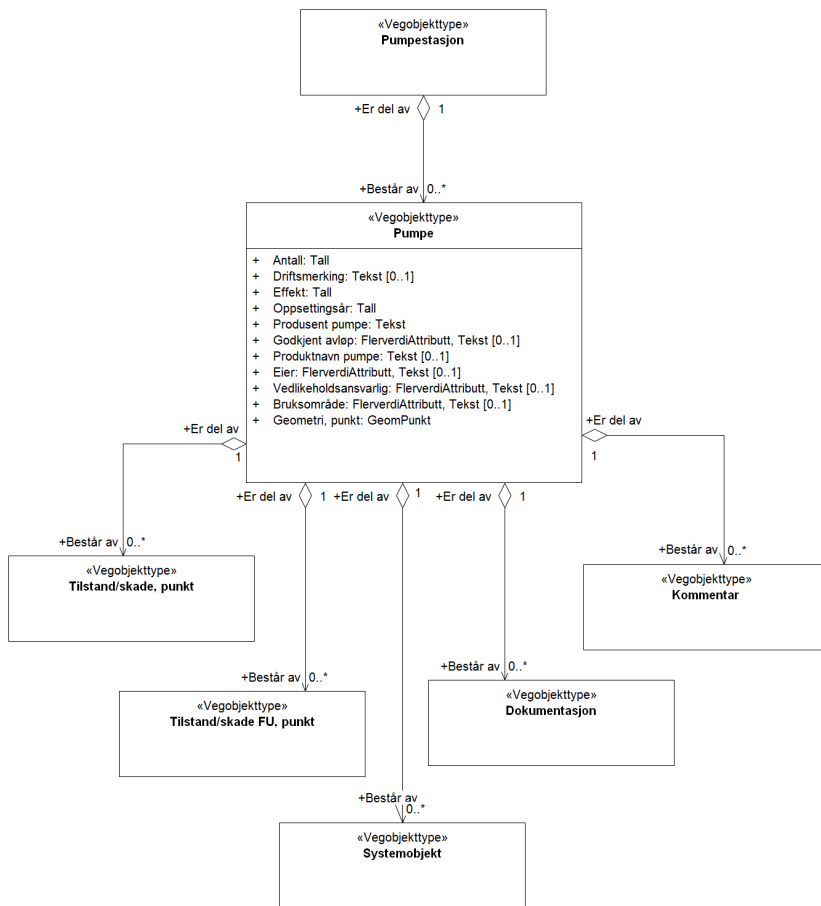 «Vegobjekttype»
Pumpestasjon
+Er del av 1
+Består av 0..*
«Vegobjekttype»
Pumpe
+ Antall: Tall
+ Driftsmerking: Tekst [0..1]
+ Effekt: Tall
+ Oppsettingsår: Tall
+ Produsent pumpe: Tekst
+ Godkjent avløp: FlerverdiAttributt, Tekst [0..1]
+ Produktnavn pumpe: Tekst [0..1]
+ Eier: FlerverdiAttributt, Tekst [0..1]
+ Vedlikeholdsansvarlig: FlerverdiAttributt, Tekst [0..1]
+ Bruksområde: FlerverdiAttributt, Tekst [0..1]
+ Geometri, punkt: GeomPunkt
+Er del av
1
+Er del av
1
+Er del av 1
+Er del av 1
+Er del av 1
+Består av 0..*
«Vegobjekttype»
Tilstand/skade, punkt
+Består av 0..*
«Vegobjekttype»
Kommentar
+Består av 0..*
«Vegobjekttype»
Tilstand/skade FU, punkt
+Består av 0..*
«Vegobjekttype»
Dokumentasjon
+Består av
0..*
«Vegobjekttype»
Systemobjekt